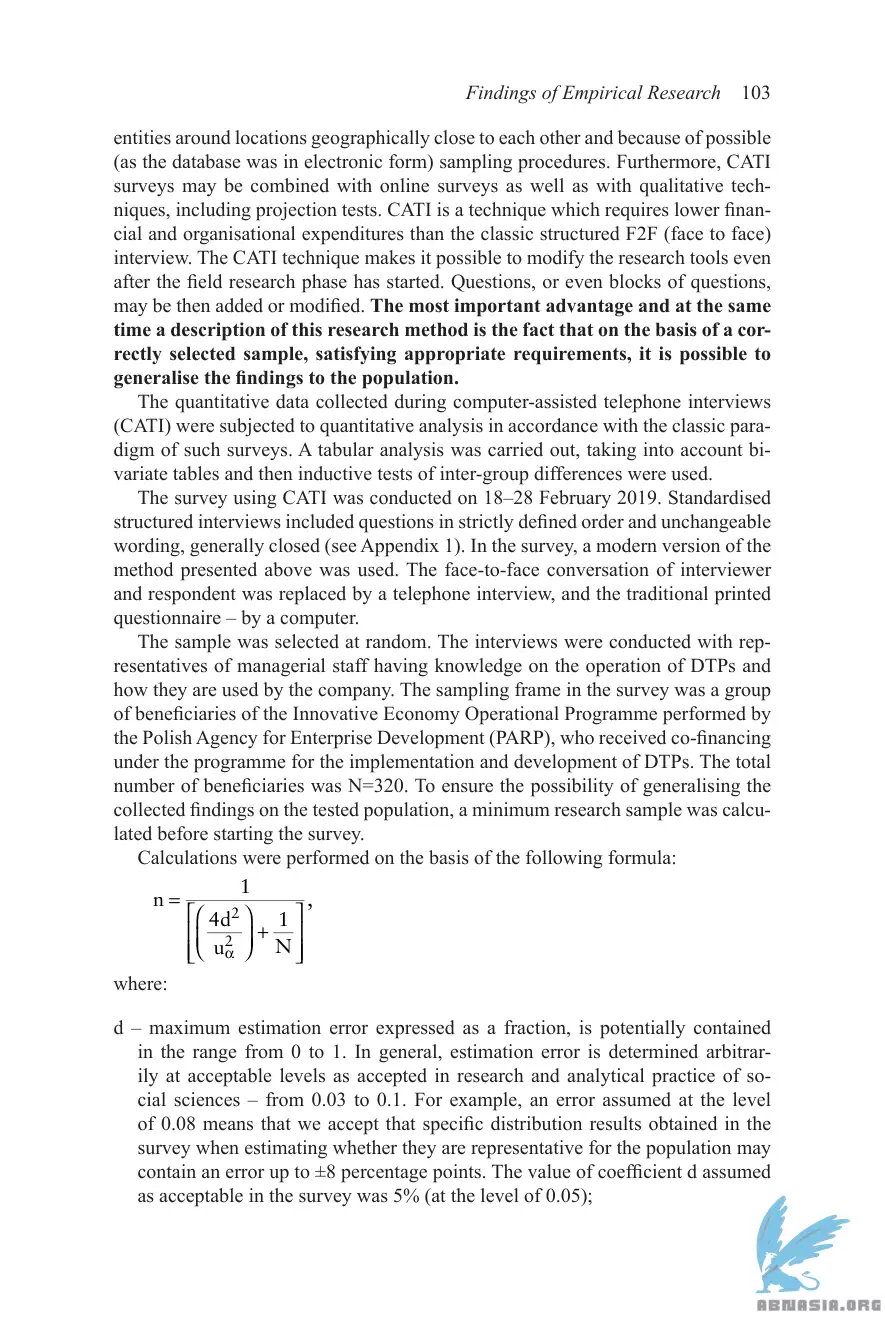 Findings of Empirical Research 103
entities around locations geographically close to each other and because of possible
(as the database was in electronic form) sampling procedures. Furthermore, CATI
surveys may be combined with online surveys as well as with qualitative tech-
niques, including projection tests. CATI is a technique which requires lower finan-
cial and organisational expenditures than the classic structured F2F (face to face)
interview. The CATI technique makes it possible to modify the research tools even
after the field research phase has started. Questions, or even blocks of questions,
may be then added or modified. The most important advantage and at the same
time a description of this research method is the fact that on the basis of a cor-
rectly selected sample, satisfying appropriate requirements, it is possible to
generalise the findings to the population.
The quantitative data collected during computer-assisted telephone interviews
(CATI) were subjected to quantitative analysis in accordance with the classic para-
digm of such surveys. A tabular analysis was carried out, taking into account bi-
variate tables and then inductive tests of inter-group differences were used.
The survey using CATI was conducted on 18–28 February 2019. Standardised
structured interviews included questions in strictly defined order and unchangeable
wording, generally closed (see Appendix 1). In the survey, a modern version of the
method presented above was used. The face-to-face conversation of interviewer
and respondent was replaced by a telephone interview, and the traditional printed
questionnaire – by a computer.
The sample was selected at random. The interviews were conducted with rep-
resentatives of managerial staff having knowledge on the operation of DTPs and
how they are used by the company. The sampling frame in the survey was a group
of beneficiaries of the Innovative Economy Operational Programme performed by
the Polish Agency for Enterprise Development (PARP), who received co-financing
under the programme for the implementation and development of DTPs. The total
number of beneficiaries was N=320. To ensure the possibility of generalising the
collected findings on the tested population, a minimum research sample was calcu-
lated before starting the survey.
Calculations were performed on the basis of the following formula:
n = 1 / [(4d² / u²α) + 1/N],
where:
d – maximum estimation error expressed as a fraction, is potentially contained
in the range from 0 to 1. In general, estimation error is determined arbitrar-
ily at acceptable levels as accepted in research and analytical practice of so-
cial sciences – from 0.03 to 0.1. For example, an error assumed at the level
of 0.08 means that we accept that specific distribution results obtained in the
survey when estimating whether they are representative for the population may
contain an error up to ±8 percentage points. The value of coefficient d assumed
as acceptable in the survey was 5% (at the level of 0.05);
ABNASIA.ORG